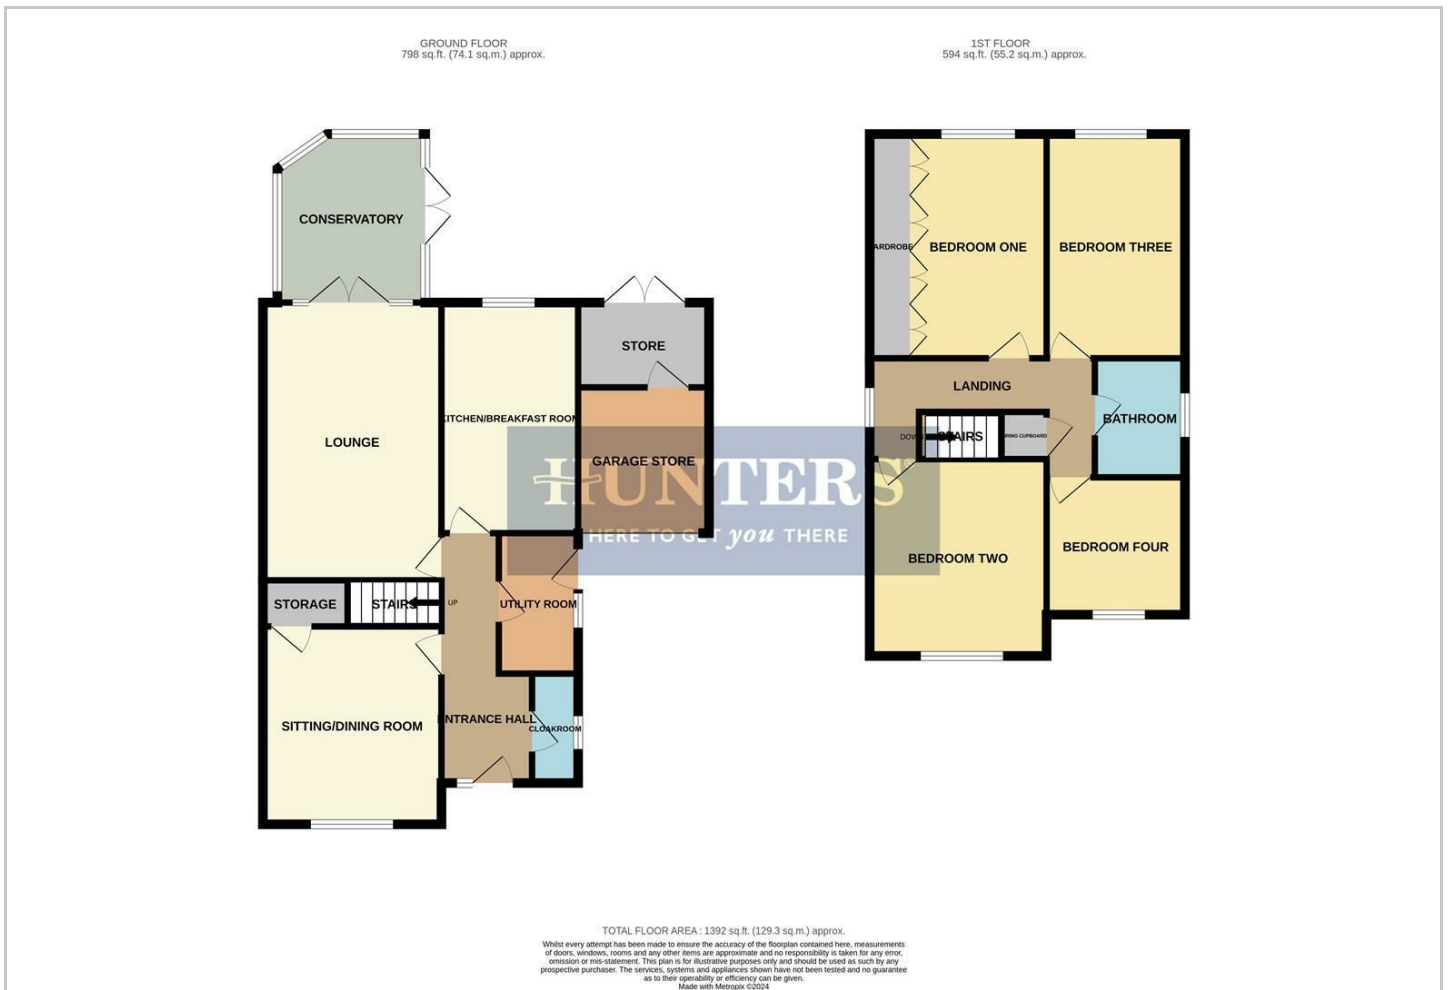 GROUND FLOOR
798 sq.ft. (74.1 sq.m.) approx.
1ST FLOOR
594 sq.ft. (55.2 sq.m.) approx.
CONSERVATORY
STORE
LOUNGE
KITCHEN/BREAKFAST ROOM
GARAGE STORE
STORAGE
STAIRS
UP
UTILITY ROOM
SITTING/DINING ROOM
ENTRANCE HALL
CLOAKROOM
ARDROBE
BEDROOM ONE
BEDROOM THREE
LANDING
BATHROOM
DOWN
STAIRS
RING CUPBOARD
BEDROOM TWO
BEDROOM FOUR
HUNTERS®
HERE TO GET you THERE
TOTAL FLOOR AREA : 1392 sq.ft. (129.3 sq.m.) approx.
Whilst every attempt has been made to ensure the accuracy of the floorplan contained here, measurements
of doors, windows, rooms and any other items are approximate and no responsibility is taken for any error,
omission or mis-statement. This plan is for illustrative purposes only and should be used as such by any
prospective purchaser. The services, systems and appliances shown have not been tested and no guarantee
as to their operability or efficiency can be given.
Made with Metropix ©2024